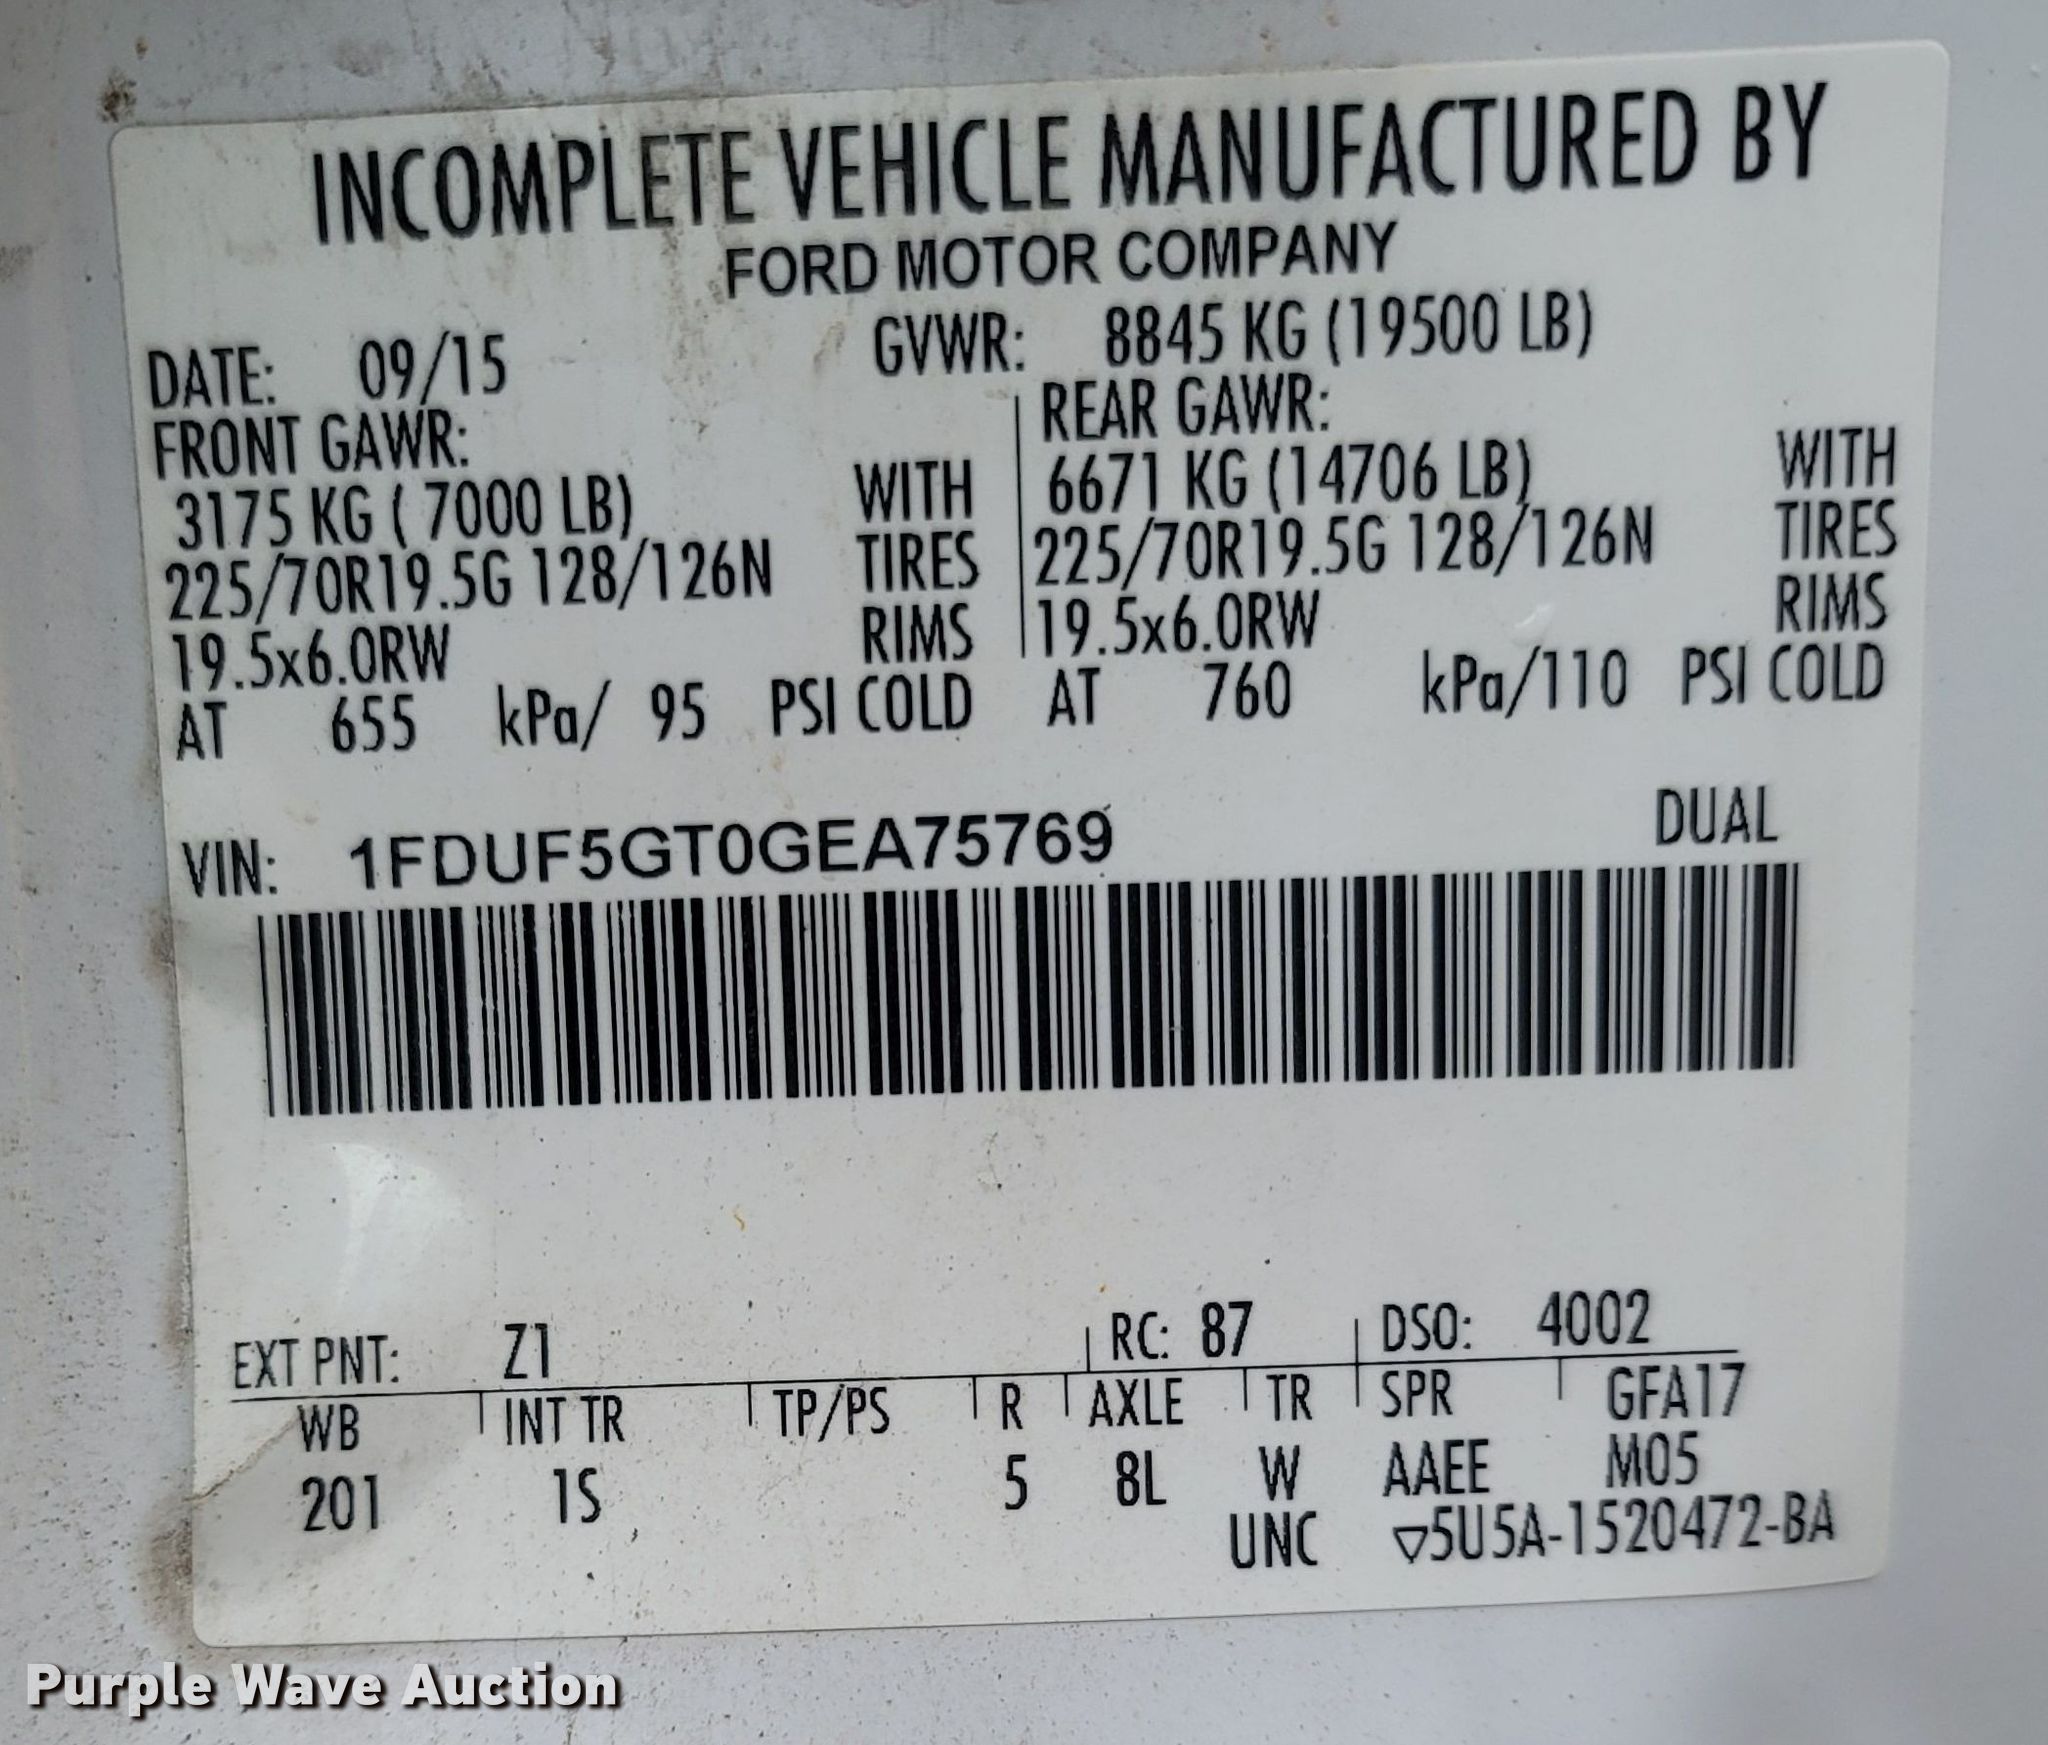 INCOMPLETE VEHICLE MANUFACTURED BY
FORD MOTOR COMPANY
DATE: 09/15 GVWR: 8845 KG (19500 LB)
FRONT GAWR: REAR GAWR:
3175 KG ( 7000 LB) WITH 6671 KG (14706 LB) WITH
225/70R19.5G 128/126N TIRES 225/70R19.5G 128/126N TIRES
19.5x6.0RW RIMS 19.5x6.0RW RIMS
AT 655 kPa/ 95 PSI COLD AT 760 kPa/110 PSI COLD
VIN: 1FDUF5GT0GEA75769 DUAL
EXT PNT: Z1 RC: 87 DSO: 4002
WB INT TR TP/PS R AXLE TR SPR GFA17
201 1S 5 8L W AAEE M05
UNC ▽5U5A-1520472-BA
Purple Wave Auction